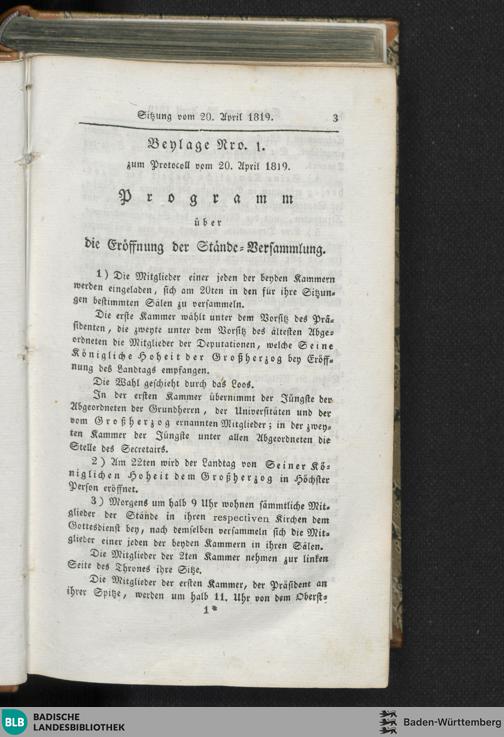 Sitzung vom 20. April 1819. 3
Beylage Nro. 1.
zum Protocoll vom 20. April 1819.
Programm
über
die Eröffnung der Stände-Versammlung.
1) Die Mitglieder einer jeden der beyden Kammern
werden eingeladen, sich am 20ten in den für ihre Sitzun-
gen bestimmten Sälen zu versammeln.
Die erste Kammer wählt unter dem Vorsitz des Prä-
sidenten, die zweyte unter dem Vorsitz des ältesten Abge-
ordneten die Mitglieder der Deputationen, welche Seine
Königliche Hoheit der Großherzog bey Eröff-
nung des Landtags empfangen.
Die Wahl geschieht durch das Loos.
In der ersten Kammer übernimmt der Jüngste der
Abgeordneten der Grundherrn, der Universitäten und der
vom Großherzog ernannten Mitglieder; in der zwey-
ten Kammer der Jüngste unter allen Abgeordneten die
Stelle des Secretairs.
2) Am 22ten wird der Landtag von Seiner Kö-
niglichen Hoheit dem Großherzog in Höchster
Person eröffnet.
3) Morgens um halb 9 Uhr wohnen sämmtliche Mit-
glieder der Stände in ihren respectiven Kirchen dem
Gottesdienst bey, nach demselben versammeln sich die Mit-
glieder einer jeden der beyden Kammern in ihren Sälen.
Die Mitglieder der 2ten Kammer nehmen zur linken
Seite des Thrones ihre Sitze.
Die Mitglieder der ersten Kammer, der Präsident an
ihrer Spitze, werden um halb 11. Uhr von dem Oberst-
1*
BLB BADISCHE
LANDESBIBLIOTHEK
Baden-Württemberg